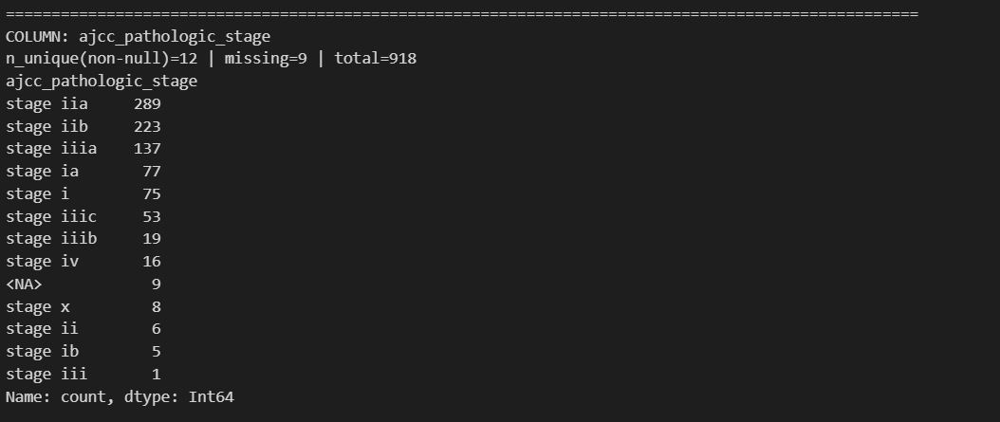 ====================================================================================================
COLUMN: ajcc_pathologic_stage
n_unique(non-null)=12 | missing=9 | total=918
ajcc_pathologic_stage
stage iia     289
stage iib     223
stage iiia    137
stage ia       77
stage i        75
stage iiic     53
stage iiib     19
stage iv       16
<NA>            9
stage x         8
stage ii        6
stage ib        5
stage iii       1
Name: count, dtype: Int64